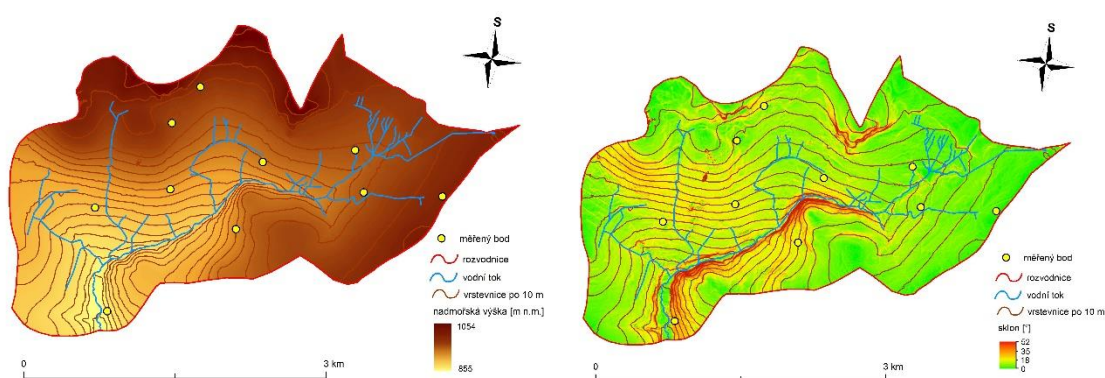 S
měřený bod
rozvodnice
vodní tok
vrstevnice po 10 m
nadmořská výška [m n.m.]
1054
855
0
3 km
S
měřený bod
rozvodnice
vodní tok
vrstevnice po 10 m
sklon [°]
52
35
18
0
0
3 km